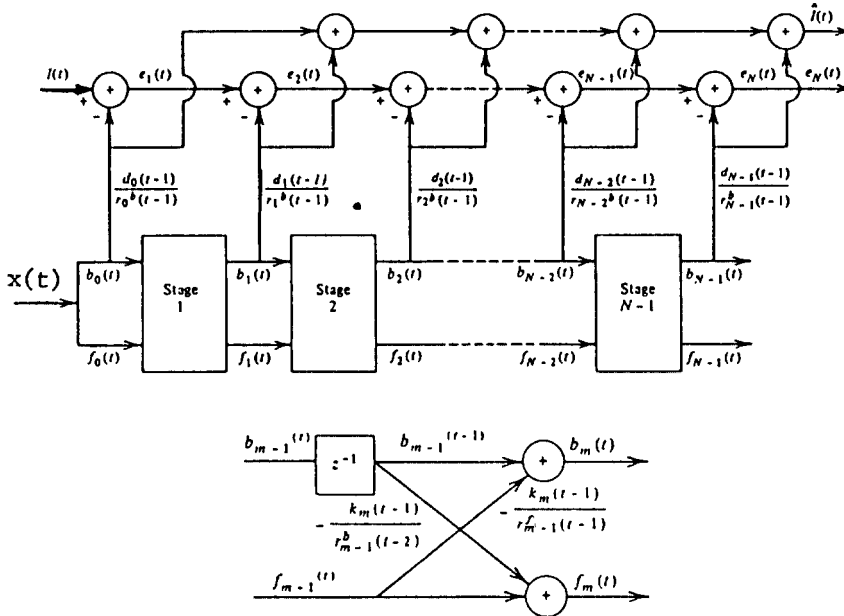 Î(t)
I(t) + + e₁(t) + + e₂(t) + + + e_{N-1}(t) + + e_N(t) e_N(t)
- - - - -
d₀(t-1) / r₀ᵇ(t-1) d₁(t-1) / r₁ᵇ(t-1) d₂(t-1) / r₂ᵇ(t-1) d_{N-2}(t-1) / r_{N-2}ᵇ(t-1) d_{N-1}(t-1) / r_{N-1}ᵇ(t-1)
x(t)
b₀(t) b₁(t) b₂(t) b_{N-2}(t) b_{N-1}(t)
Stage 1
Stage 2
Stage N-1
f₀(t) f₁(t) f₂(t) f_{N-2}(t) f_{N-1}(t)
b_{m-1}(t) z⁻¹ b_{m-1}(t-1) + b_m(t)
- k_m(t-1) / r_{m-1}ᵇ(t-2) - k_m(t-1) / r_{m-1}ᶠ(t-1)
f_{m-1}(t) + f_m(t)